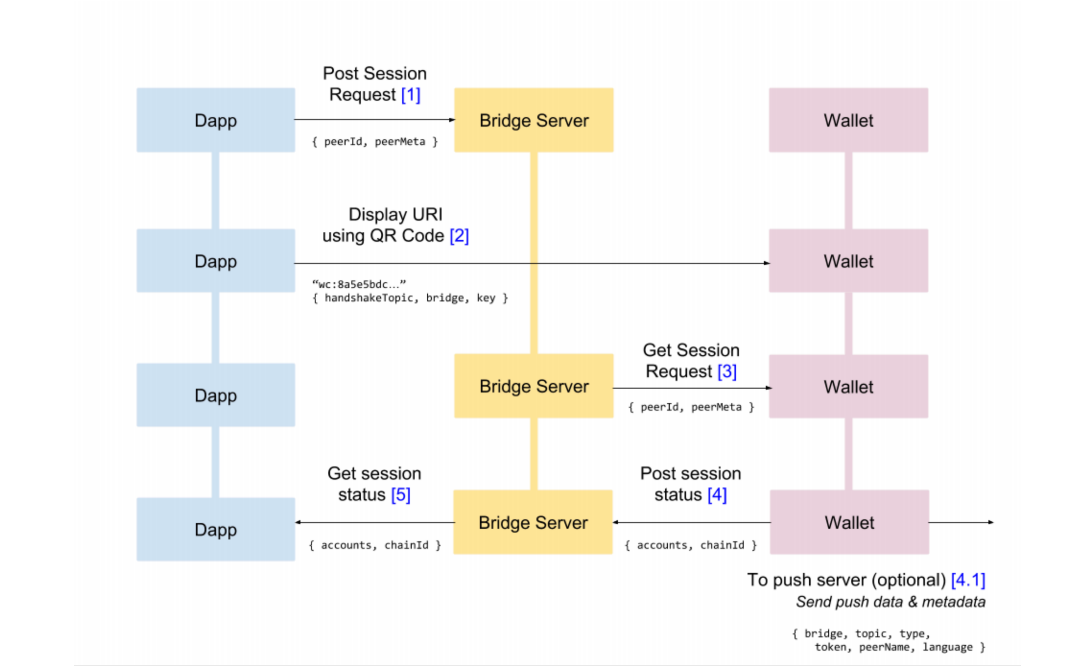 Post Session
Request [1]
Dapp
Bridge Server
Wallet
{ peerId, peerMeta }
Display URI
using QR Code [2]
Dapp
Wallet
“wc:8a5e5bdc…”
{ handshakeTopic, bridge, key }
Get Session
Request [3]
Dapp
Bridge Server
Wallet
{ peerId, peerMeta }
Get session
status [5]
Post session
status [4]
Dapp
Bridge Server
Wallet
{ accounts, chainId }
{ accounts, chainId }
To push server (optional) [4.1]
Send push data & metadata
{ bridge, topic, type,
token, peerName, language }